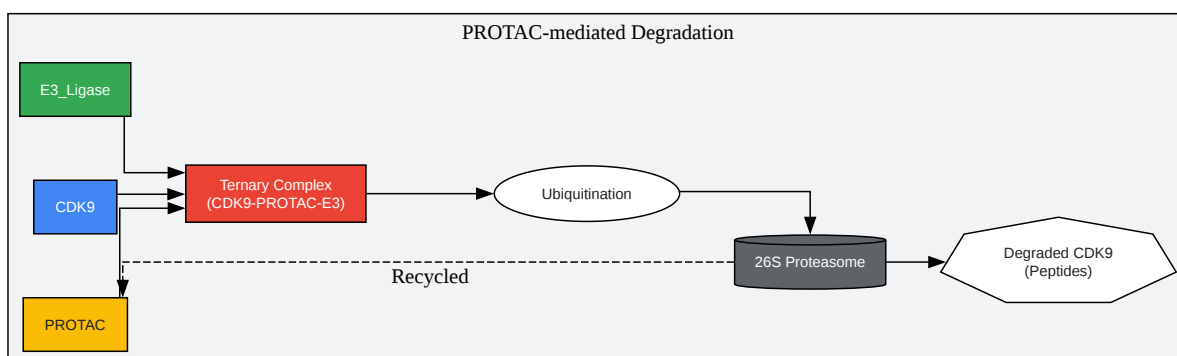 PROTAC-mediated Degradation
E3_Ligase
CDK9
PROTAC
Ternary Complex
(CDK9-PROTAC-E3)
Ubiquitination
26S Proteasome
Recycled
Degraded CDK9
(Peptides)